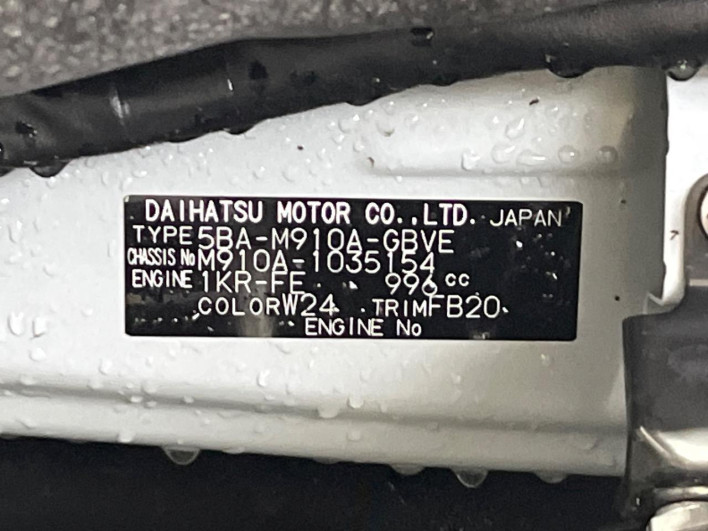 DAIHATSU MOTOR CO.,LTD. JAPAN
TYPE 5BA-M910A-GBVE
CHASSIS No M910A-1035154
ENGINE 1KR-FE 996 cc
COLOR W24 TRIM FB20
ENGINE No